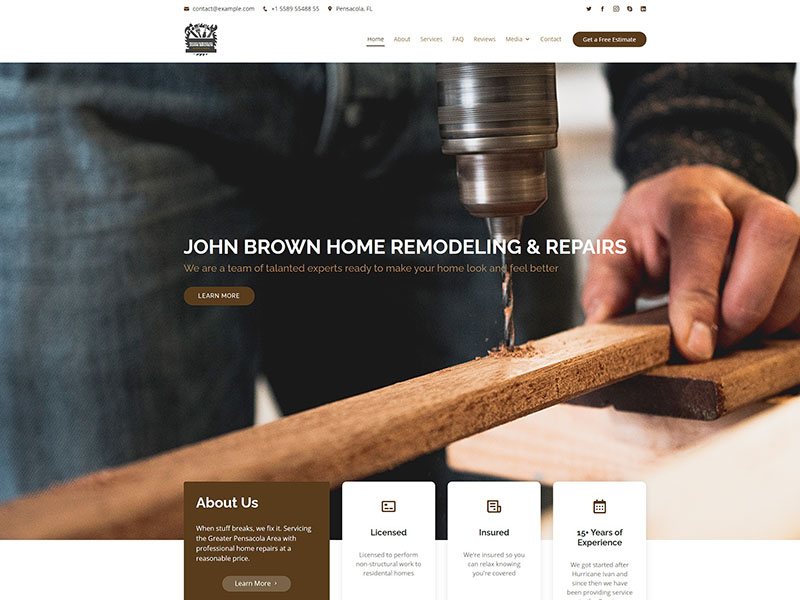 contact@example.com +1 5589 55488 55 Pensacola, FL
Home About Services FAQ Reviews Media Contact Get a Free Estimate
JOHN BROWN HOME REMODELING & REPAIRS
We are a team of talanted experts ready to make your home look and feel better
LEARN MORE
About Us
When stuff breaks, we fix it. Servicing
the Greater Pensacola Area with
professional home repairs at a
reasonable price.
Learn More
Licensed
Licensed to perform
non-structural work to
residental homes
Insured
We're insured so you
can relax knowing
you're covered
15+ Years of
Experience
We got started after
Hurricane Ivan and
since then we have
been providing service